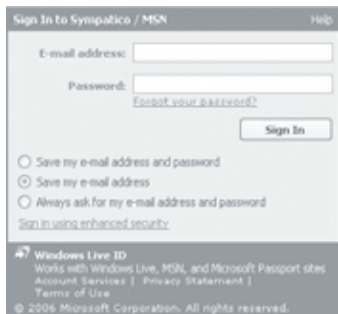 Sign In to Sympatico / MSN Help
E-mail address:
Password:
Forgot your password?
Sign In
Save my e-mail address and password
Save my e-mail address
Always ask for my e-mail address and password
Sign in using enhanced security
Windows Live ID
Works with Windows Live, MSN, and Microsoft Passport sites
Account Services | Privacy Statement |
Terms of Use
© 2006 Microsoft Corporation. All rights reserved.